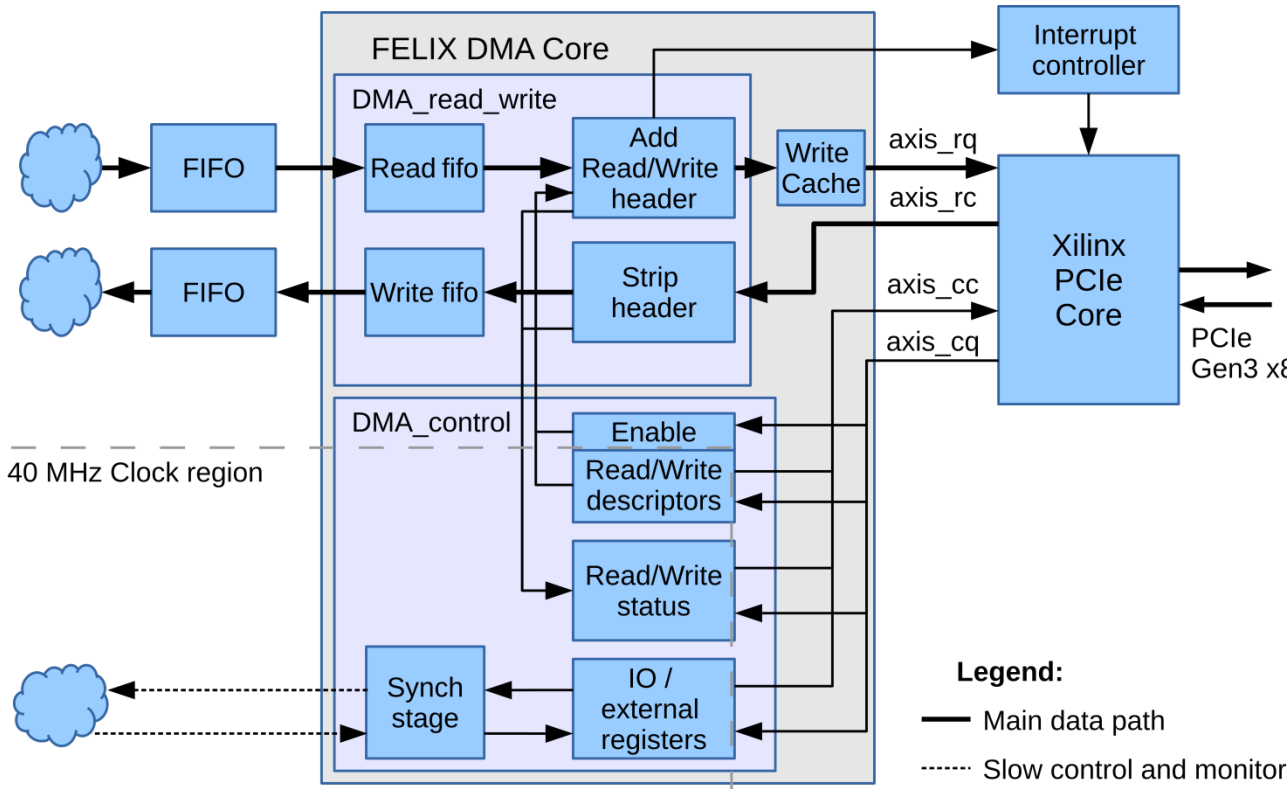 FELIX DMA Core
Interrupt
controller
DMA_read_write
FIFO
Read fifo
Add
Read/Write
header
Write
Cache
axis_rq
axis_rc
FIFO
Write fifo
Strip
header
axis_cc
axis_cq
Xilinx
PCIe
Core
PCIe
Gen3 x8
DMA_control
Enable
40 MHz Clock region
Read/Write
descriptors
Read/Write
status
Synch
stage
IO /
external
registers
Legend:
Main data path
Slow control and monitor